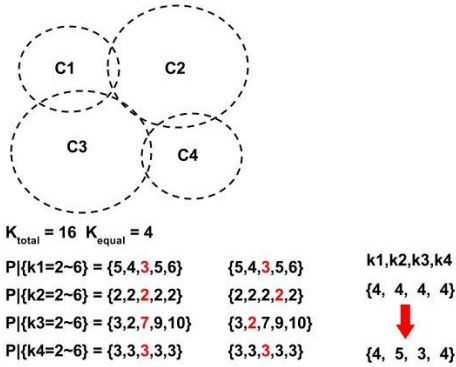 C1
C2
C3
C4
K_total = 16 K_equal = 4
P|{k1=2~6} = {5,4,3,5,6} {5,4,3,5,6}
k1,k2,k3,k4
P|{k2=2~6} = {2,2,2,2,2} {2,2,2,2,2}
{4, 4, 4, 4}
P|{k3=2~6} = {3,2,7,9,10} {3,2,7,9,10}
P|{k4=2~6} = {3,3,3,3,3} {3,3,3,3,3}
{4, 5, 3, 4}